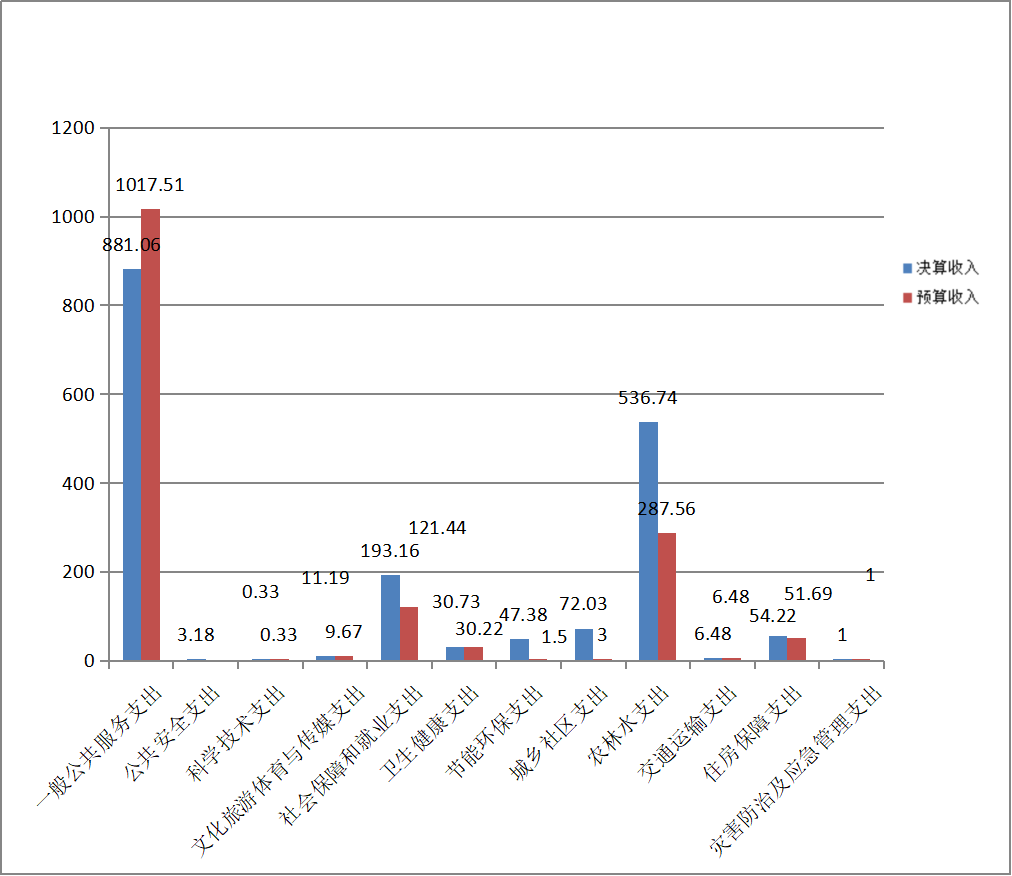 1200
1000
800
600
400
200
0
1017.51
881.06
3.18
0.33
0.33
11.19
9.67
193.16
121.44
30.73
30.22
47.38
1.5
72.03
3
536.74
287.56
6.48
6.48
54.22
51.69
1
1
决算收入
预算收入
一般公共服务支出
公共安全支出
科学技术支出
文化旅游体育与传媒支出
社会保障和就业支出
卫生健康支出
节能环保支出
城乡社区支出
农林水支出
交通运输支出
住房保障支出
灾害防治及应急管理支出